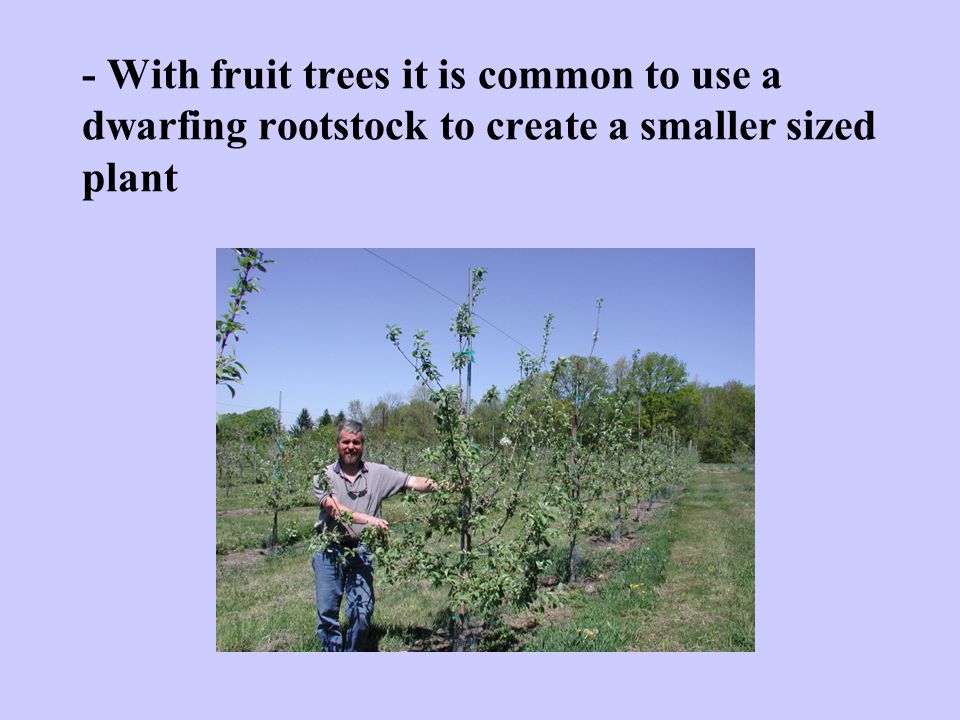 - With fruit trees it is common to use a
dwarfing rootstock to create a smaller sized
plant